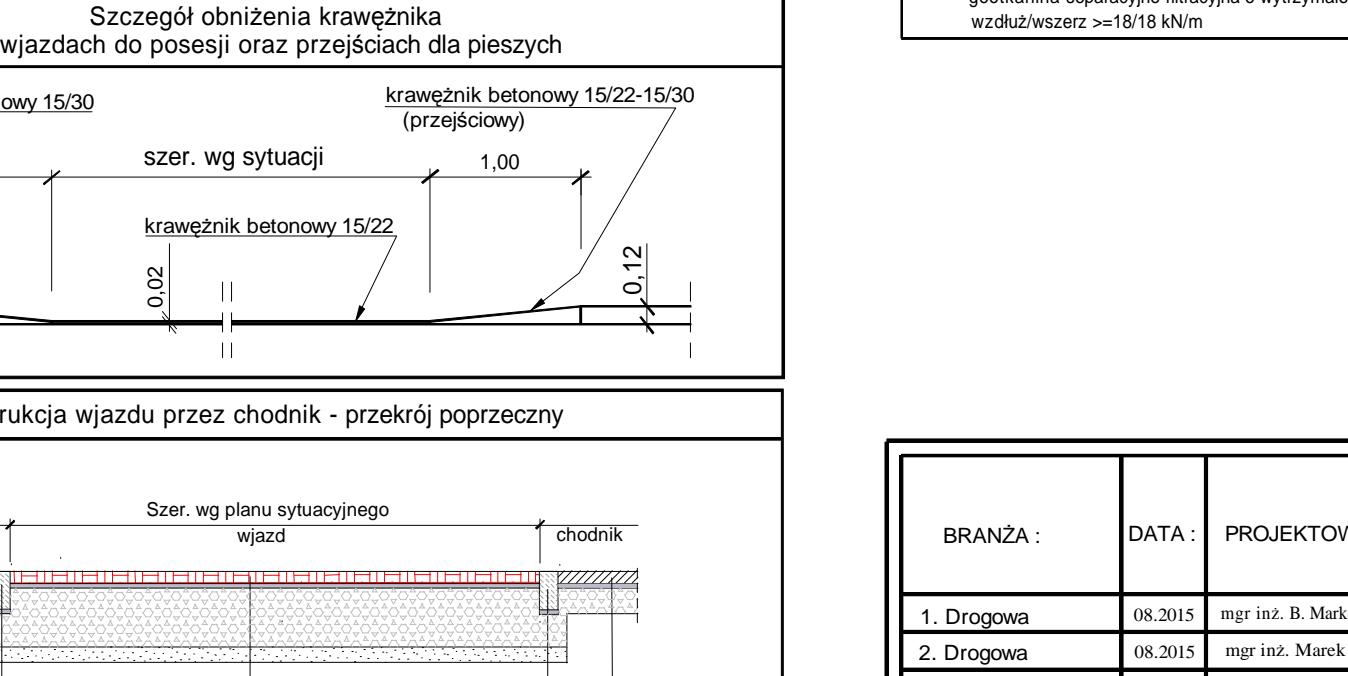 Szczegół obniżenia krawężnika
wjazdach do posesji oraz przejściach dla pieszych
owy 15/30
krawężnik betonowy 15/22-15/30
(przejściowy)
szer. wg sytuacji
1,00
krawężnik betonowy 15/22
0,02
0,12
rukcja wjazdu przez chodnik - przekrój poprzeczny
Szer. wg planu sytuacyjnego
wjazd
chodnik
wzdłuż/wszerz >=18/18 kN/m
BRANŻA :
DATA :
PROJEKTOW
1. Drogowa
08.2015
mgr inż. B. Mark
2. Drogowa
08.2015
mgr inż. Marek